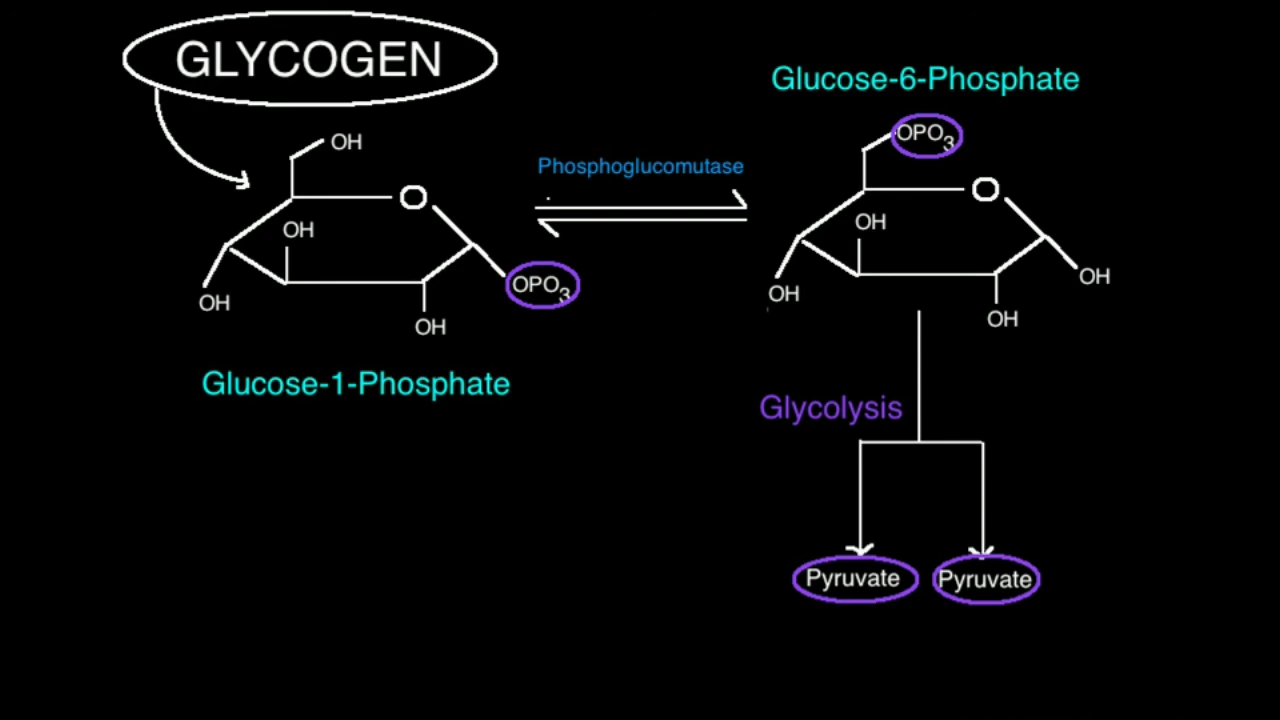 GLYCOGEN
Glucose-6-Phosphate
OH
OPO3
Phosphoglucomutase
O
O
OH
OH
OH
OPO3
OH
OH
OH
OH
OH
Glucose-1-Phosphate
Glycolysis
Pyruvate
Pyruvate